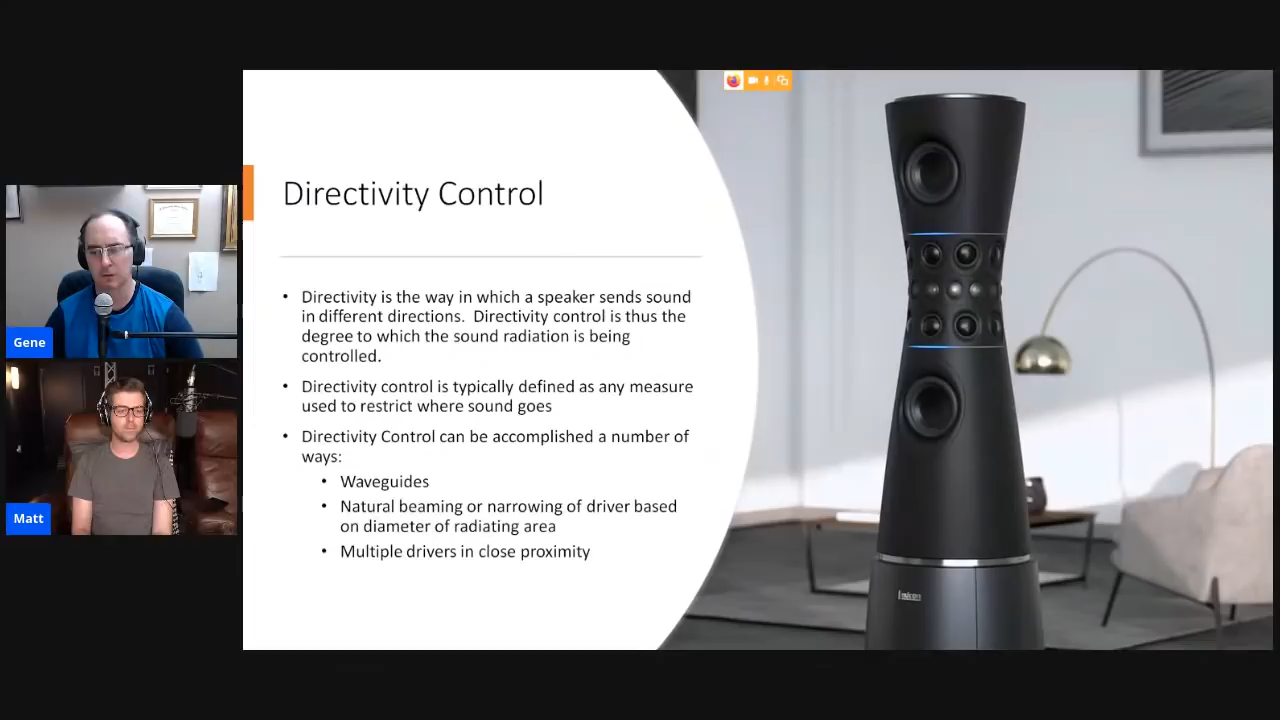 Directivity Control
• Directivity is the way in which a speaker sends sound
in different directions. Directivity control is thus the
degree to which the sound radiation is being
controlled.
• Directivity control is typically defined as any measure
used to restrict where sound goes
• Directivity Control can be accomplished a number of
ways:
• Waveguides
• Natural beaming or narrowing of driver based
on diameter of radiating area
• Multiple drivers in close proximity
Gene
Matt